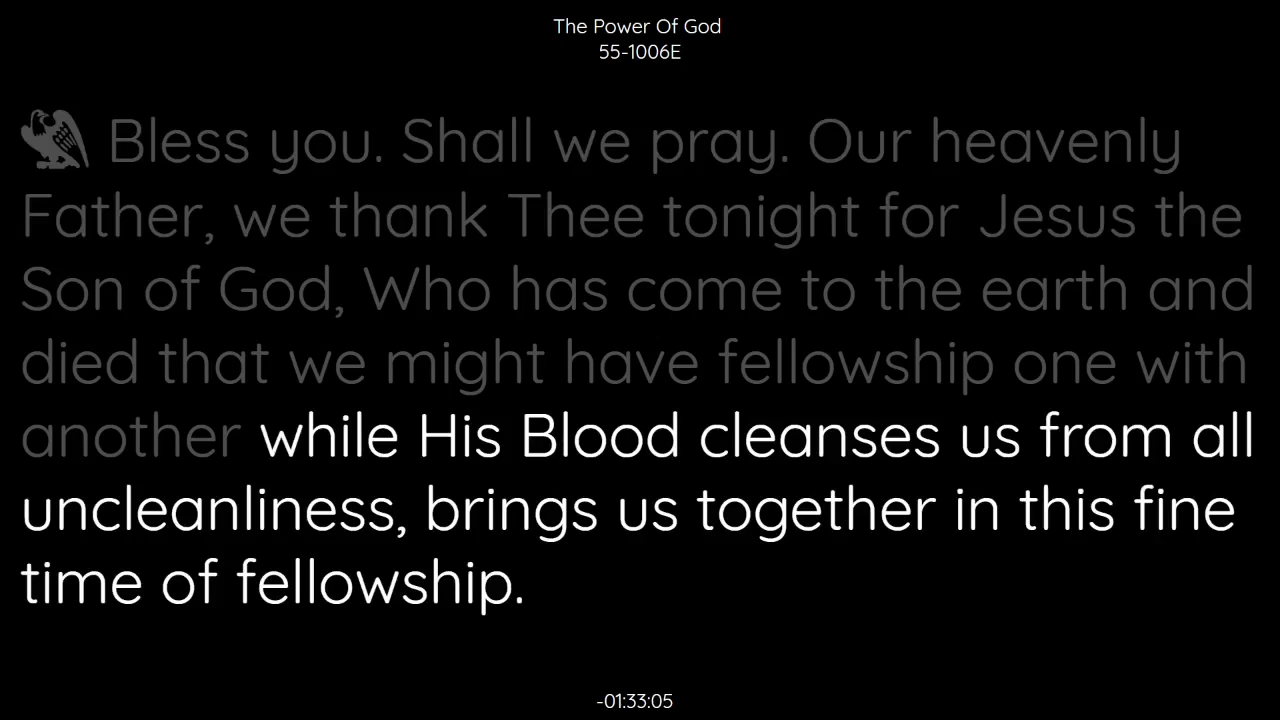 The Power Of God
55-1006E
Bless you. Shall we pray. Our heavenly
Father, we thank Thee tonight for Jesus the
Son of God, Who has come to the earth and
died that we might have fellowship one with
another while His Blood cleanses us from all
uncleanliness, brings us together in this fine
time of fellowship.
-01:33:05